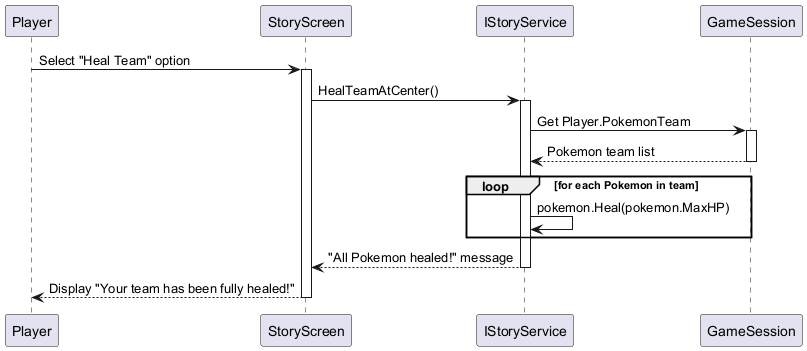 Player
StoryScreen
IStoryService
GameSession
Select "Heal Team" option
HealTeamAtCenter()
Get Player.PokemonTeam
Pokemon team list
loop [for each Pokemon in team]
pokemon.Heal(pokemon.MaxHP)
"All Pokemon healed!" message
Display "Your team has been fully healed!"
Player
StoryScreen
IStoryService
GameSession